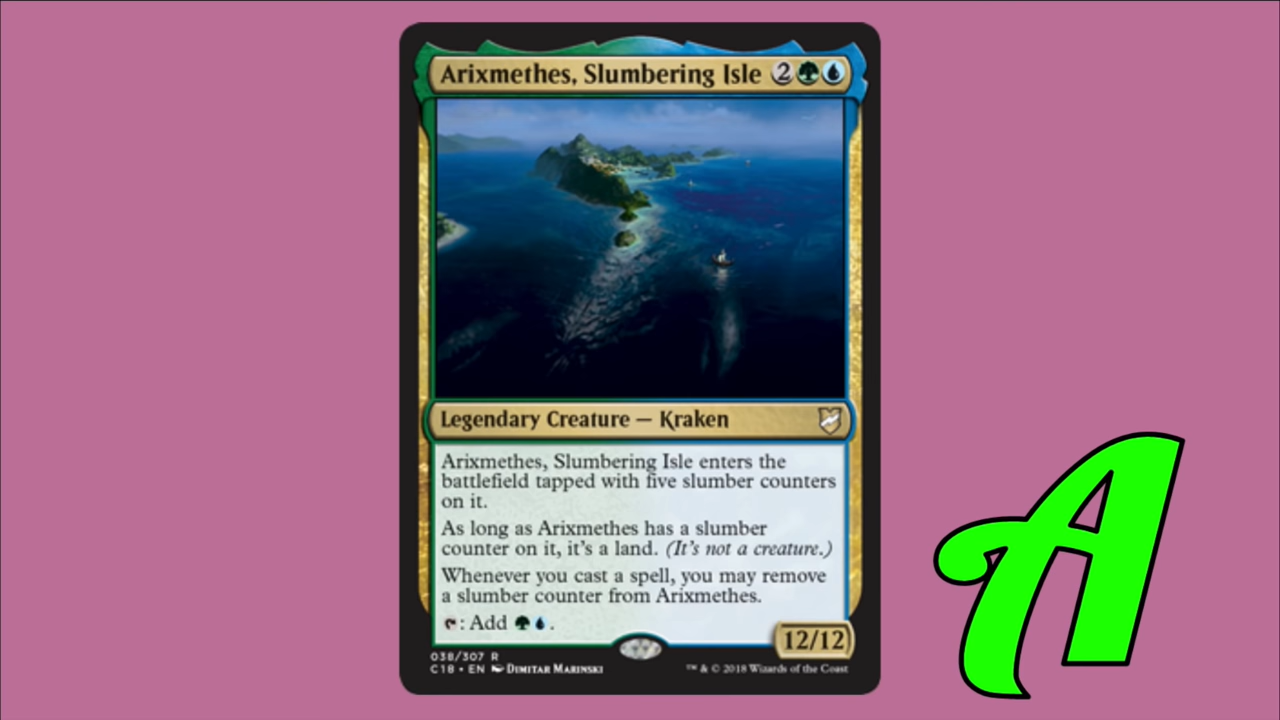 Arixmethes, Slumbering Isle 2
Legendary Creature — Kraken
Arixmethes, Slumbering Isle enters the
battlefield tapped with five slumber counters
on it.
As long as Arixmethes has a slumber
counter on it, it's a land. (It's not a creature.)
Whenever you cast a spell, you may remove
a slumber counter from Arixmethes.
: Add .
12/12
038/307 R
C18 • EN DIMITAR MARINSKI
™ & © 2018 Wizards of the Coast
A